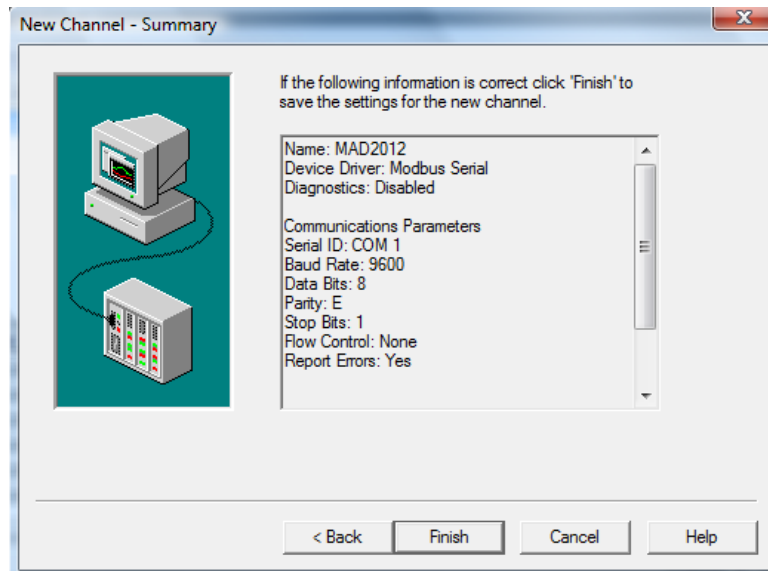 New Channel - Summary
If the following information is correct click 'Finish' to
save the settings for the new channel.
Name: MAD2012
Device Driver: Modbus Serial
Diagnostics: Disabled
Communications Parameters
Serial ID: COM 1
Baud Rate: 9600
Data Bits: 8
Parity: E
Stop Bits: 1
Flow Control: None
Report Errors: Yes
< Back Finish Cancel Help